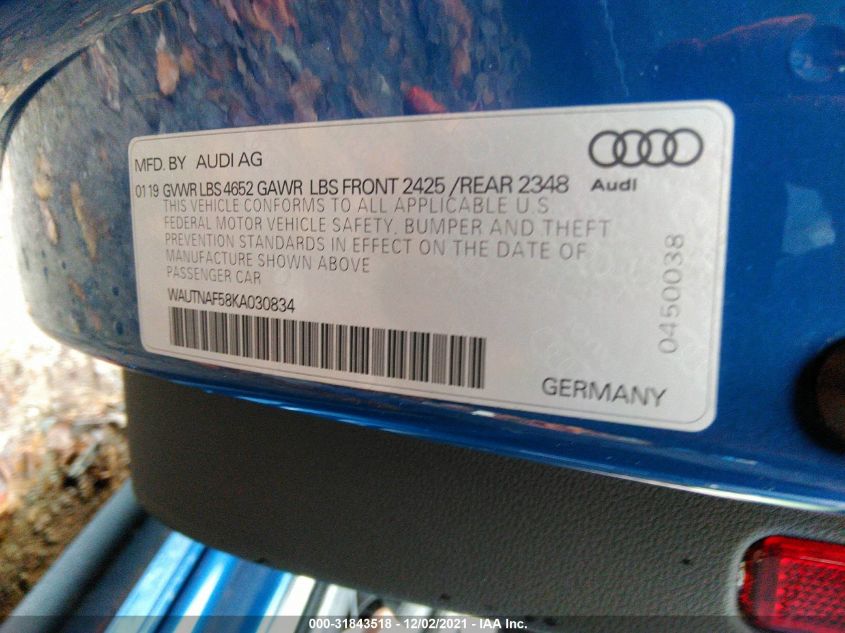 MFD. BY AUDI AG
01 19 GVWR LBS 4652 GAWR LBS FRONT 2425 /REAR 2348
THIS VEHICLE CONFORMS TO ALL APPLICABLE U.S
FEDERAL MOTOR VEHICLE SAFETY, BUMPER AND THEFT
PREVENTION STANDARDS IN EFFECT ON THE DATE OF
MANUFACTURE SHOWN ABOVE
PASSENGER CAR
WAUTNAF58KA030834
Audi
0450038
GERMANY
000-31843518 - 12/02/2021 - IAA Inc.